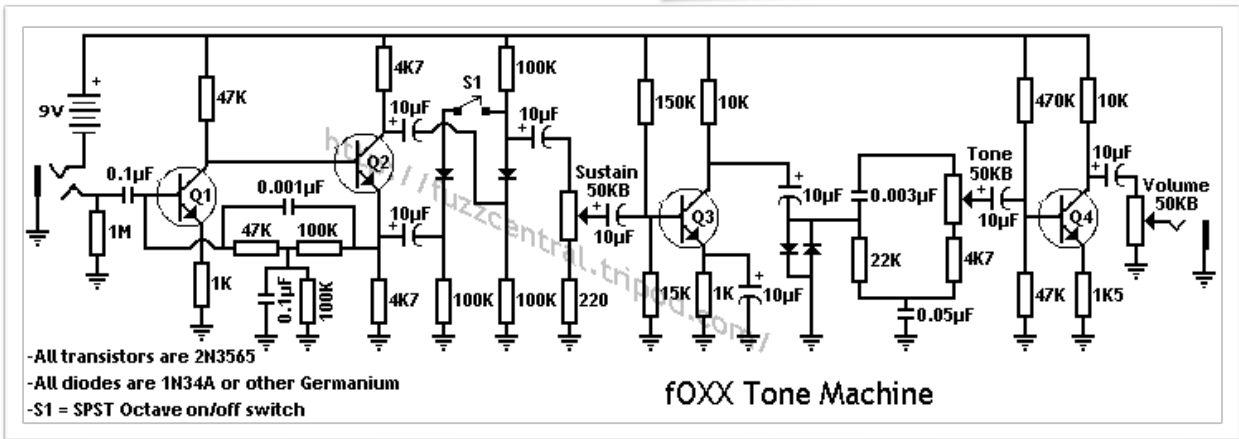 9V
+
0.1µF
1M
47K
Q1
1K
0.001µF
47K
100K
0.1µF
100K
4K7
Q2
10µF
+
10µF
+
4K7
S1
100K
100K
100K
10µF
+
Sustain
50KB
220
+
10µF
150K
10K
Q3
15K
1K
+
10µF
+
10µF
0.003µF
22K
4K7
0.05µF
Tone
50KB
+
10µF
470K
10K
Q4
47K
1K5
10µF
+
Volume
50KB
http://fuzzcentral.tripod.com/
-All transistors are 2N3565
-All diodes are 1N34A or other Germanium
-S1 = SPST Octave on/off switch
fOXX Tone Machine